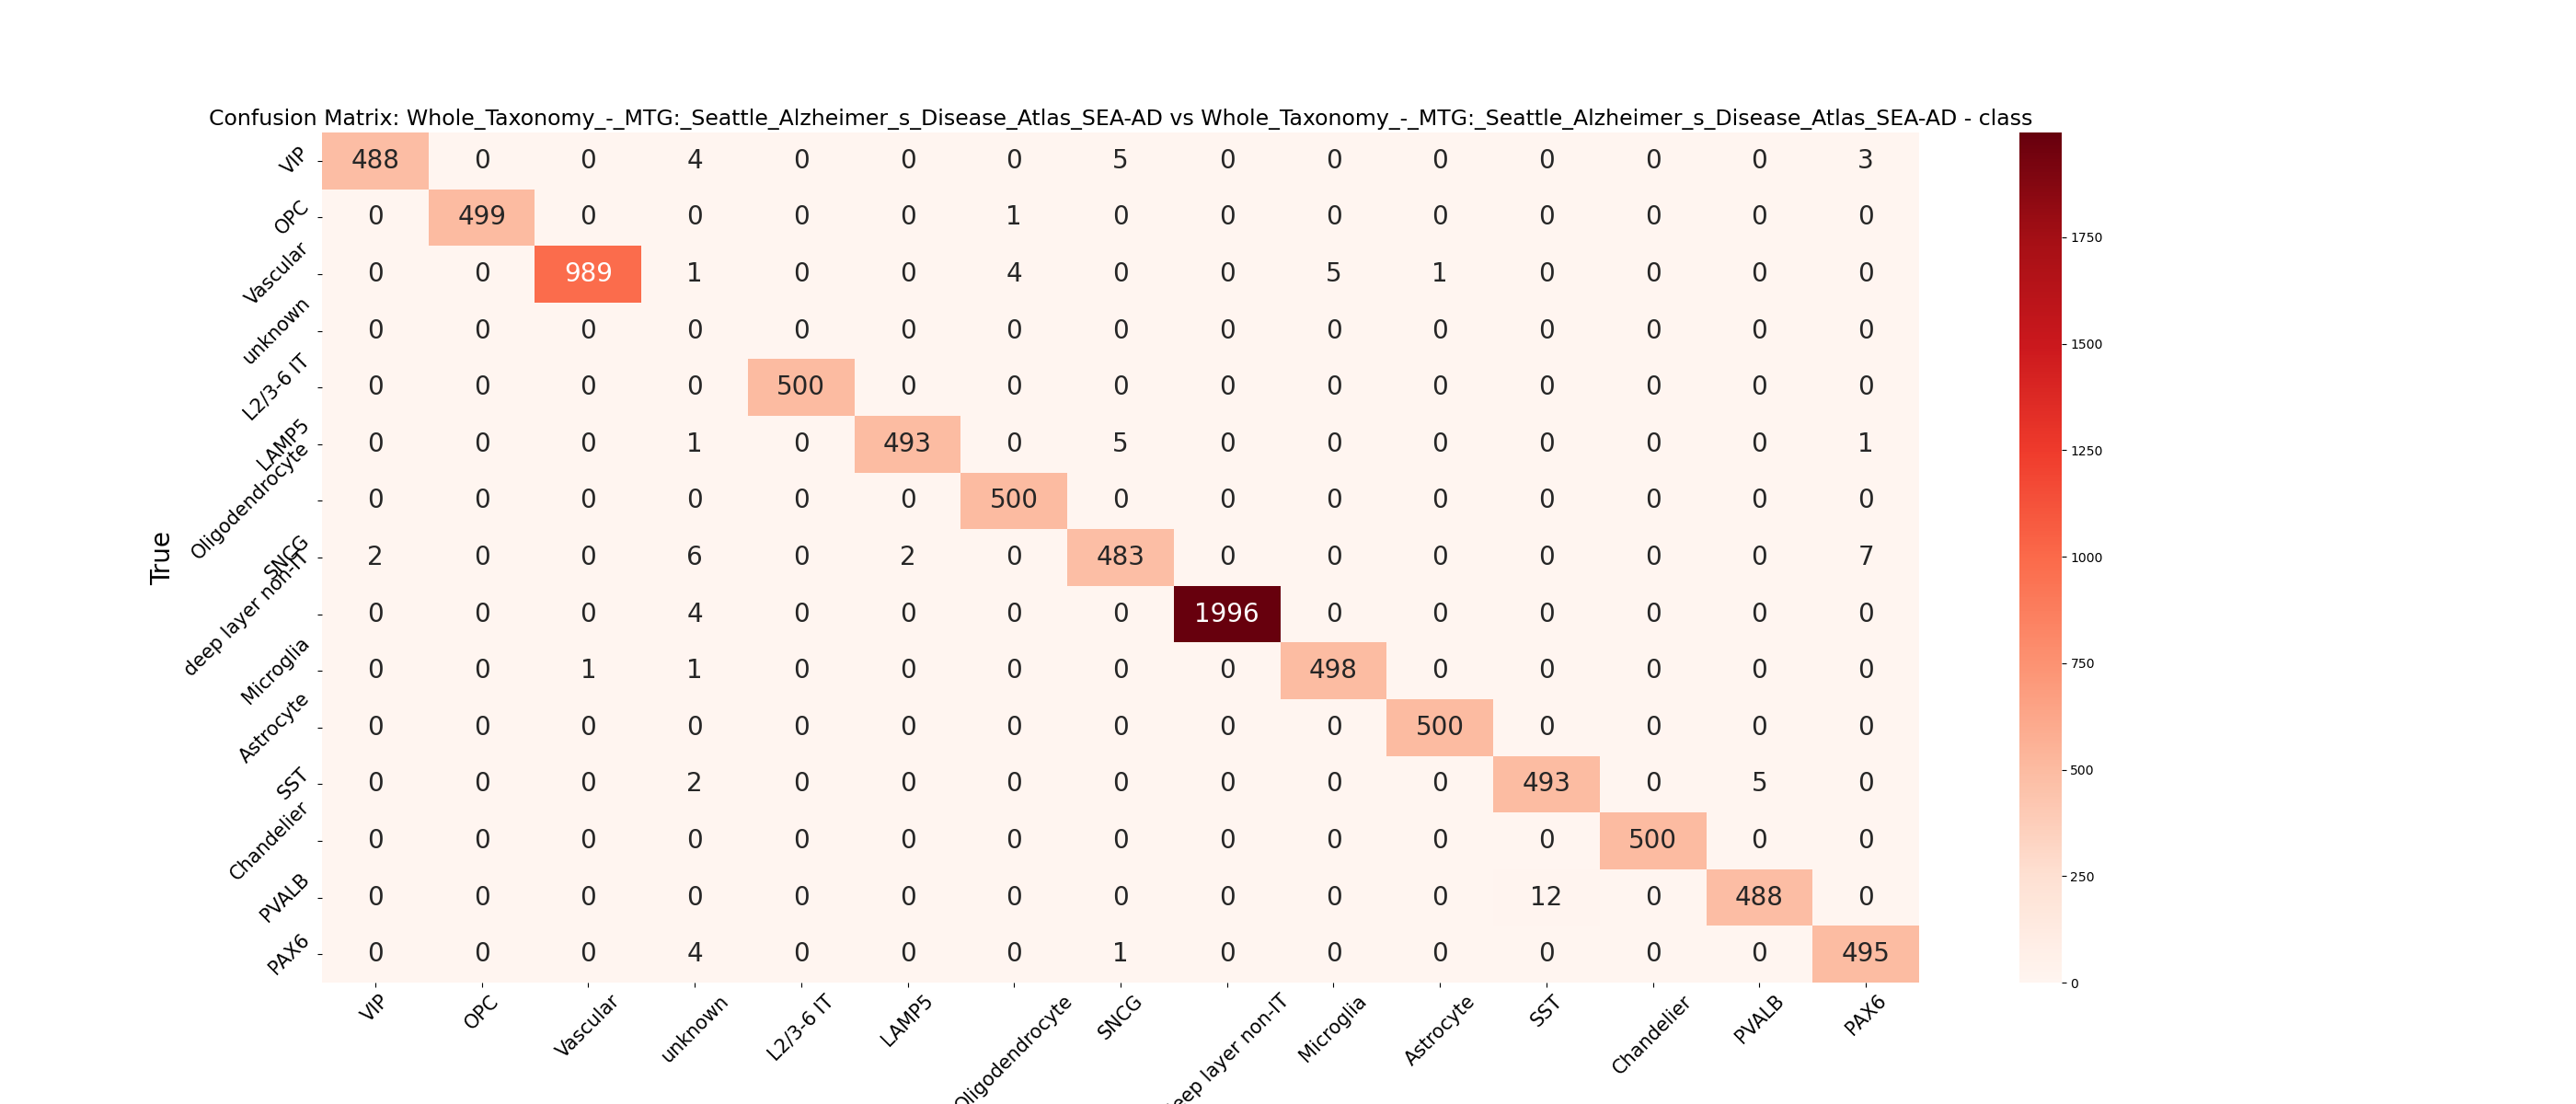 Confusion Matrix: Whole_Taxonomy_-_MTG:_Seattle_Alzheimer_s_Disease_Atlas_SEA-AD vs Whole_Taxonomy_-_MTG:_Seattle_Alzheimer_s_Disease_Atlas_SEA-AD - class
True
VIP 488 0 0 4 0 0 0 5 0 0 0 0 0 0 3
OPC 0 499 0 0 0 0 1 0 0 0 0 0 0 0 0
Vascular 0 0 989 1 0 0 4 0 0 5 1 0 0 0 0
unknown 0 0 0 0 0 0 0 0 0 0 0 0 0 0 0
L2/3-6 IT 0 0 0 0 500 0 0 0 0 0 0 0 0 0 0
LAMP5 0 0 0 1 0 493 0 5 0 0 0 0 0 0 1
Oligodendrocyte 0 0 0 0 0 0 500 0 0 0 0 0 0 0 0
SNCG 2 0 0 6 0 2 0 483 0 0 0 0 0 0 7
deep layer non-IT 0 0 0 4 0 0 0 0 1996 0 0 0 0 0 0
Microglia 0 0 1 1 0 0 0 0 0 498 0 0 0 0 0
Astrocyte 0 0 0 0 0 0 0 0 0 0 500 0 0 0 0
SST 0 0 0 2 0 0 0 0 0 0 0 493 0 5 0
Chandelier 0 0 0 0 0 0 0 0 0 0 0 0 500 0 0
PVALB 0 0 0 0 0 0 0 0 0 0 0 12 0 488 0
PAX6 0 0 0 4 0 0 0 1 0 0 0 0 0 0 495
VIP OPC Vascular unknown L2/3-6 IT LAMP5 Oligodendrocyte SNCG eep layer non-IT Microglia Astrocyte SST Chandelier PVALB PAX6
1750
1500
1250
1000
750
500
250
0